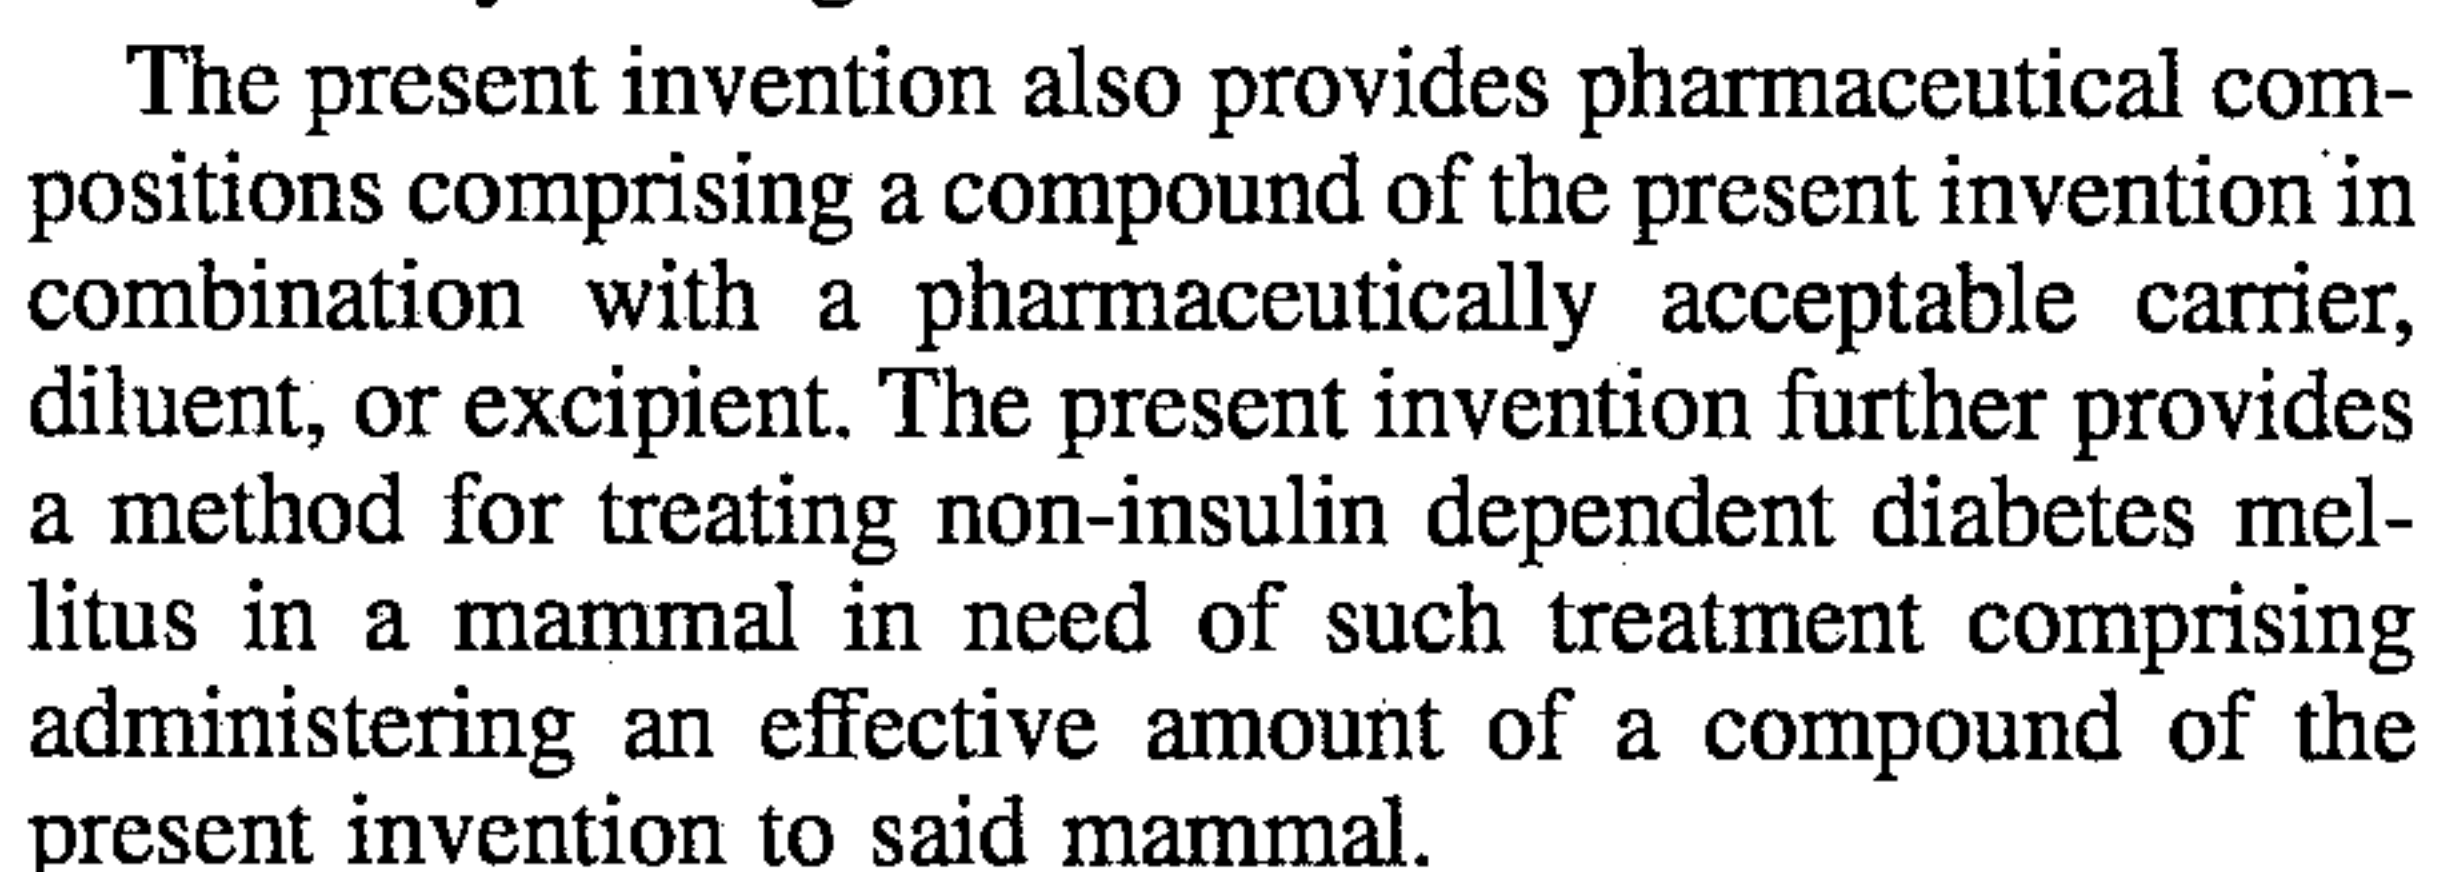 The present invention also provides pharmaceutical com-
positions comprising a compound of the present invention in
combination with a pharmaceutically acceptable carrier,
diluent, or excipient. The present invention further provides
a method for treating non-insulin dependent diabetes mel-
litus in a mammal in need of such treatment comprising
administering an effective amount of a compound of the
present invention to said mammal.